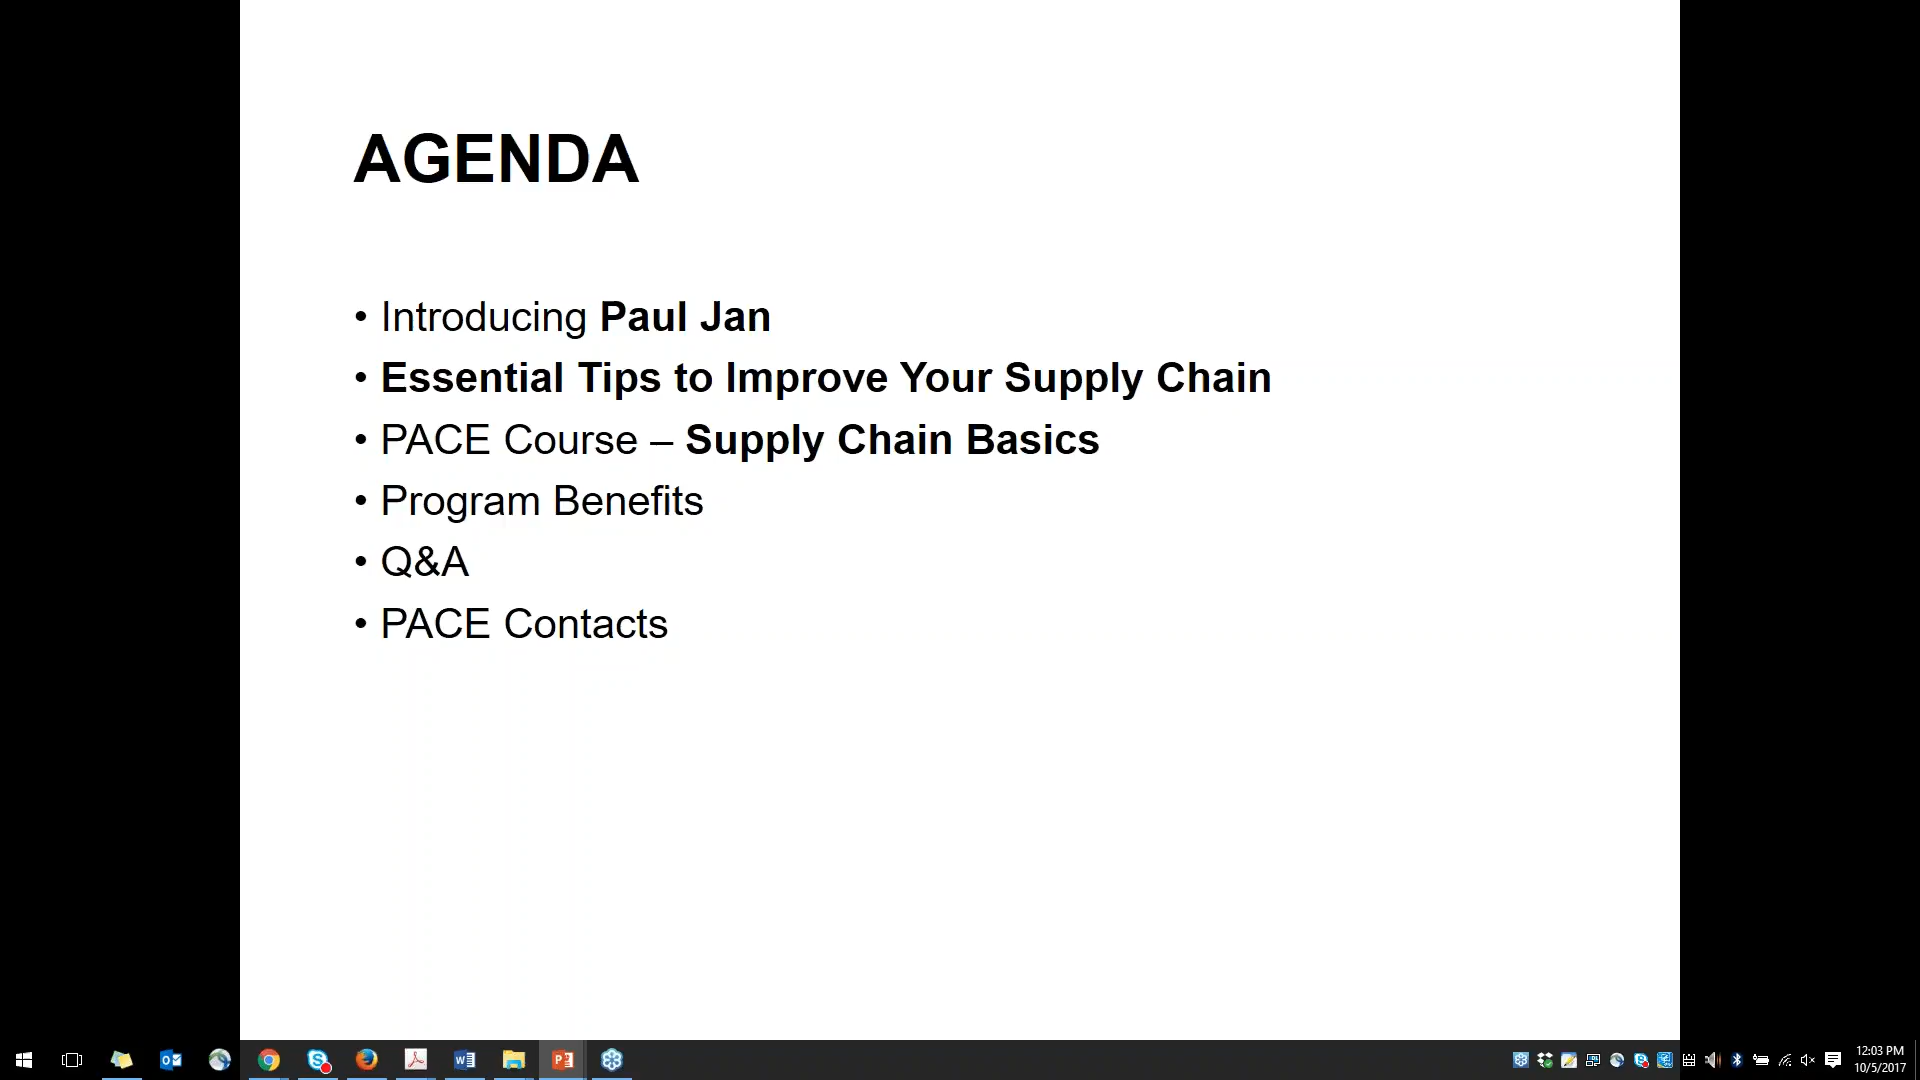 AGENDA
• Introducing Paul Jan
• Essential Tips to Improve Your Supply Chain
• PACE Course – Supply Chain Basics
• Program Benefits
• Q&A
• PACE Contacts
12:03 PM
10/5/2017